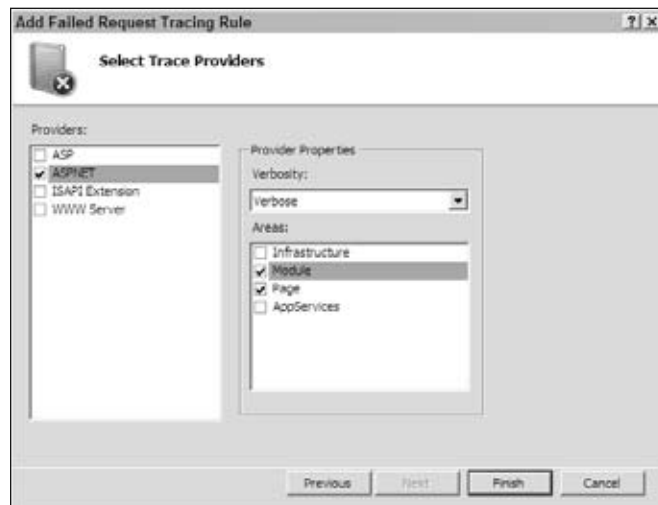 Add Failed Request Tracing Rule
Select Trace Providers
Providers:
ASP
ASPNET
ISAPI Extension
WWW Server
Provider Properties
Verbosity:
Verbose
Areas:
Infrastructure
Module
Page
AppServices
Previous
Next
Finish
Cancel